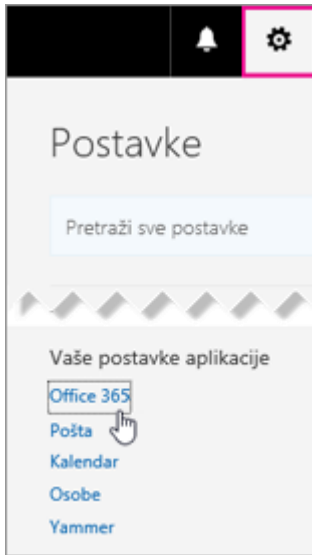 Postavke
Pretraži sve postavke
Vaše postavke aplikacije
Office 365
Pošta
Kalendar
Osobe
Yammer